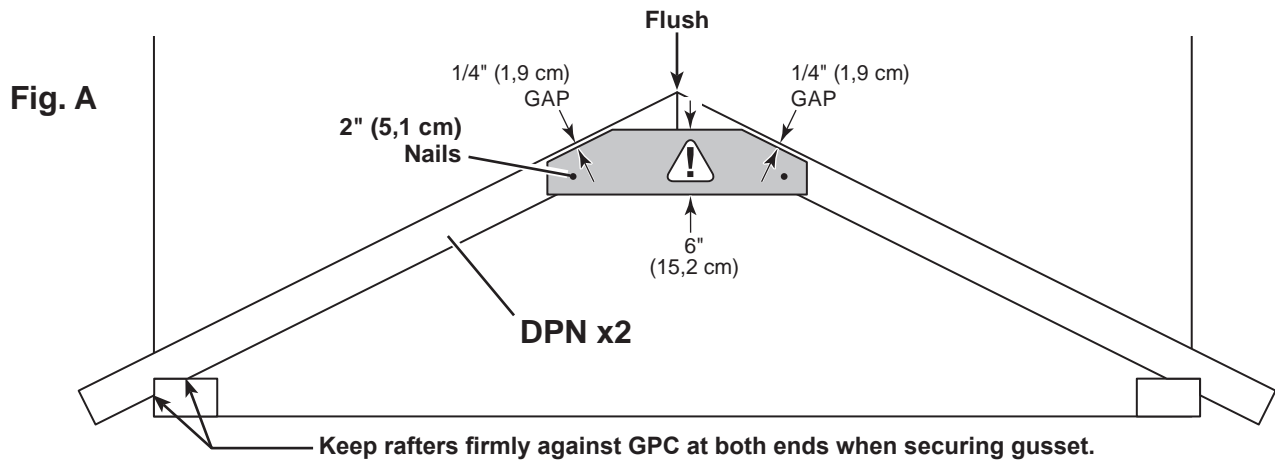 Flush
1/4" (1,9 cm)
GAP
1/4" (1,9 cm)
GAP
Fig. A
2" (5,1 cm)
Nails
!
6"
(15,2 cm)
DPN x2
Keep rafters firmly against GPC at both ends when securing gusset.